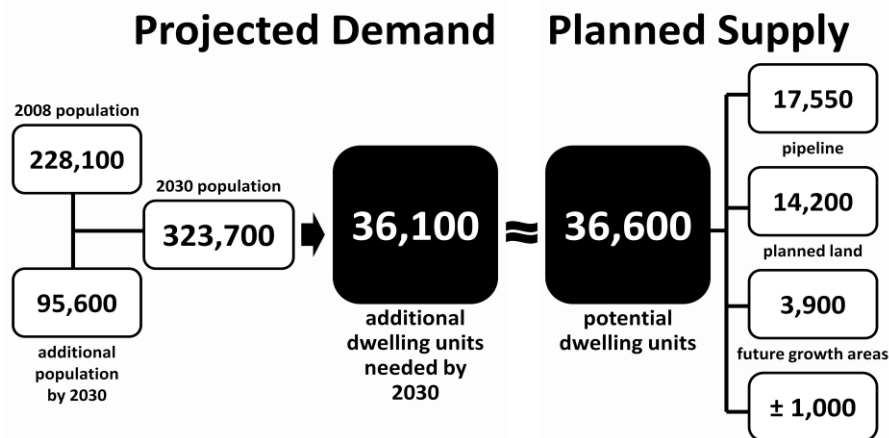 Projected Demand
Planned Supply
2008 population
228,100
2030 population
323,700
95,600
additional
population
by 2030
36,100
additional
dwelling units
needed by
2030
≈
36,600
potential
dwelling units
17,550
pipeline
14,200
planned land
3,900
future growth areas
± 1,000